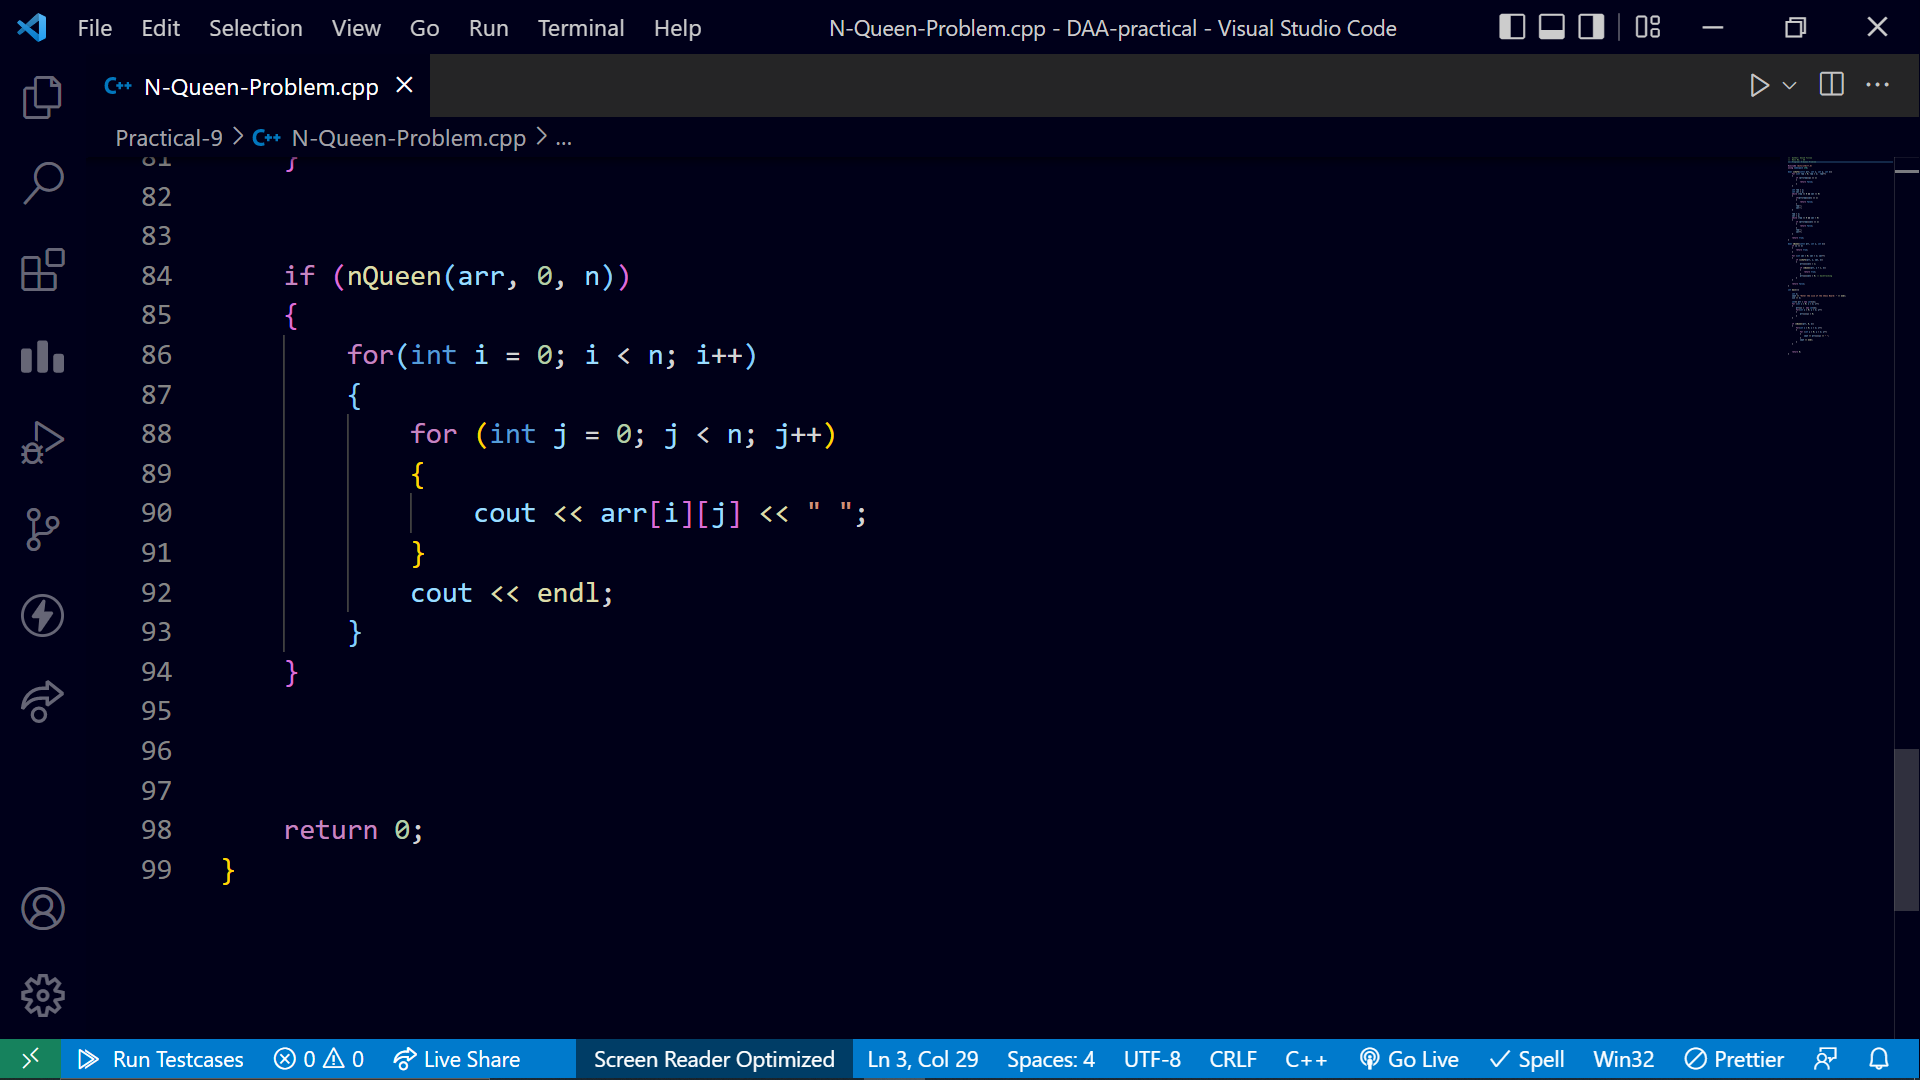 File Edit Selection View Go Run Terminal Help N-Queen-Problem.cpp - DAA-practical - Visual Studio Code
C++ N-Queen-Problem.cpp
Practical-9 > C++ N-Queen-Problem.cpp > ...
81 }
82
83
84 if (nQueen(arr, 0, n))
85 {
86 for(int i = 0; i < n; i++)
87 {
88 for (int j = 0; j < n; j++)
89 {
90 cout << arr[i][j] << " ";
91 }
92 cout << endl;
93 }
94 }
95
96
97
98 return 0;
99 }
Run Testcases 0 0 Live Share Screen Reader Optimized Ln 3, Col 29 Spaces: 4 UTF-8 CRLF C++ Go Live Spell Win32 Prettier